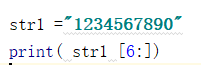 str1 ="1234567890"
print( str1 [6:])